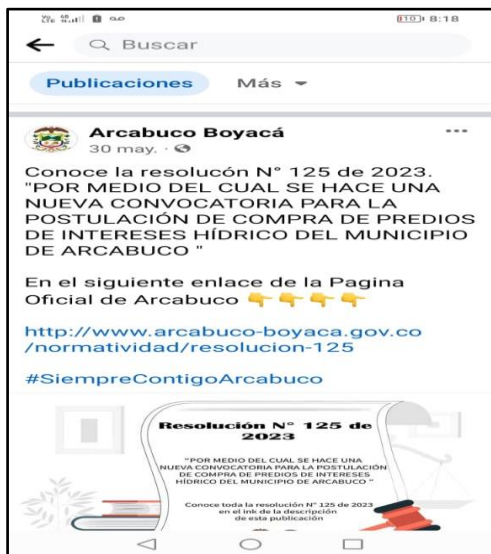 Vo LTE 4G 10 8:18
Buscar
Publicaciones Más
Arcabuco Boyacá
30 may. ·
Conoce la resolucón N° 125 de 2023.
"POR MEDIO DEL CUAL SE HACE UNA
NUEVA CONVOCATORIA PARA LA
POSTULACIÓN DE COMPRA DE PREDIOS
DE INTERESES HÍDRICO DEL MUNICIPIO
DE ARCABUCO "
En el siguiente enlace de la Pagina
Oficial de Arcabuco 👇👇👇👇
http://www.arcabuco-boyaca.gov.co
/normatividad/resolucion-125
#SiempreContigoArcabuco
Resolución N° 125 de
2023
"POR MEDIO DEL CUAL SE HACE UNA
NUEVA CONVOCATORIA PARA LA POSTULACIÓN
DE COMPRA DE PREDIOS DE INTERESES
HÍDRICO DEL MUNICIPIO DE ARCABUCO "
Conoce toda la resolución N° 125 de 2023
en el ink de la descripción
de esta publicación